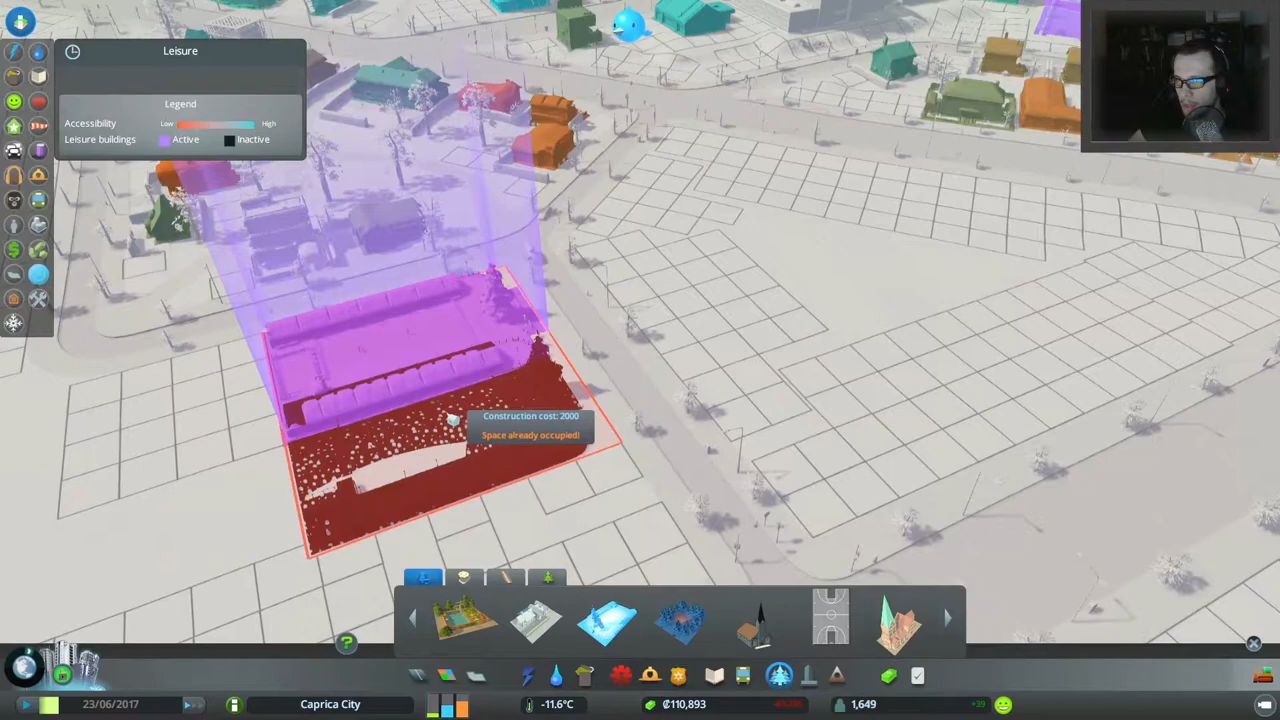 Leisure
Legend
Accessibility Low High
Leisure buildings Active Inactive
Construction cost: 2000
Space already occupied!
?
23/06/2017 Caprica City -11.6°C ₡110,893 1,649 +39